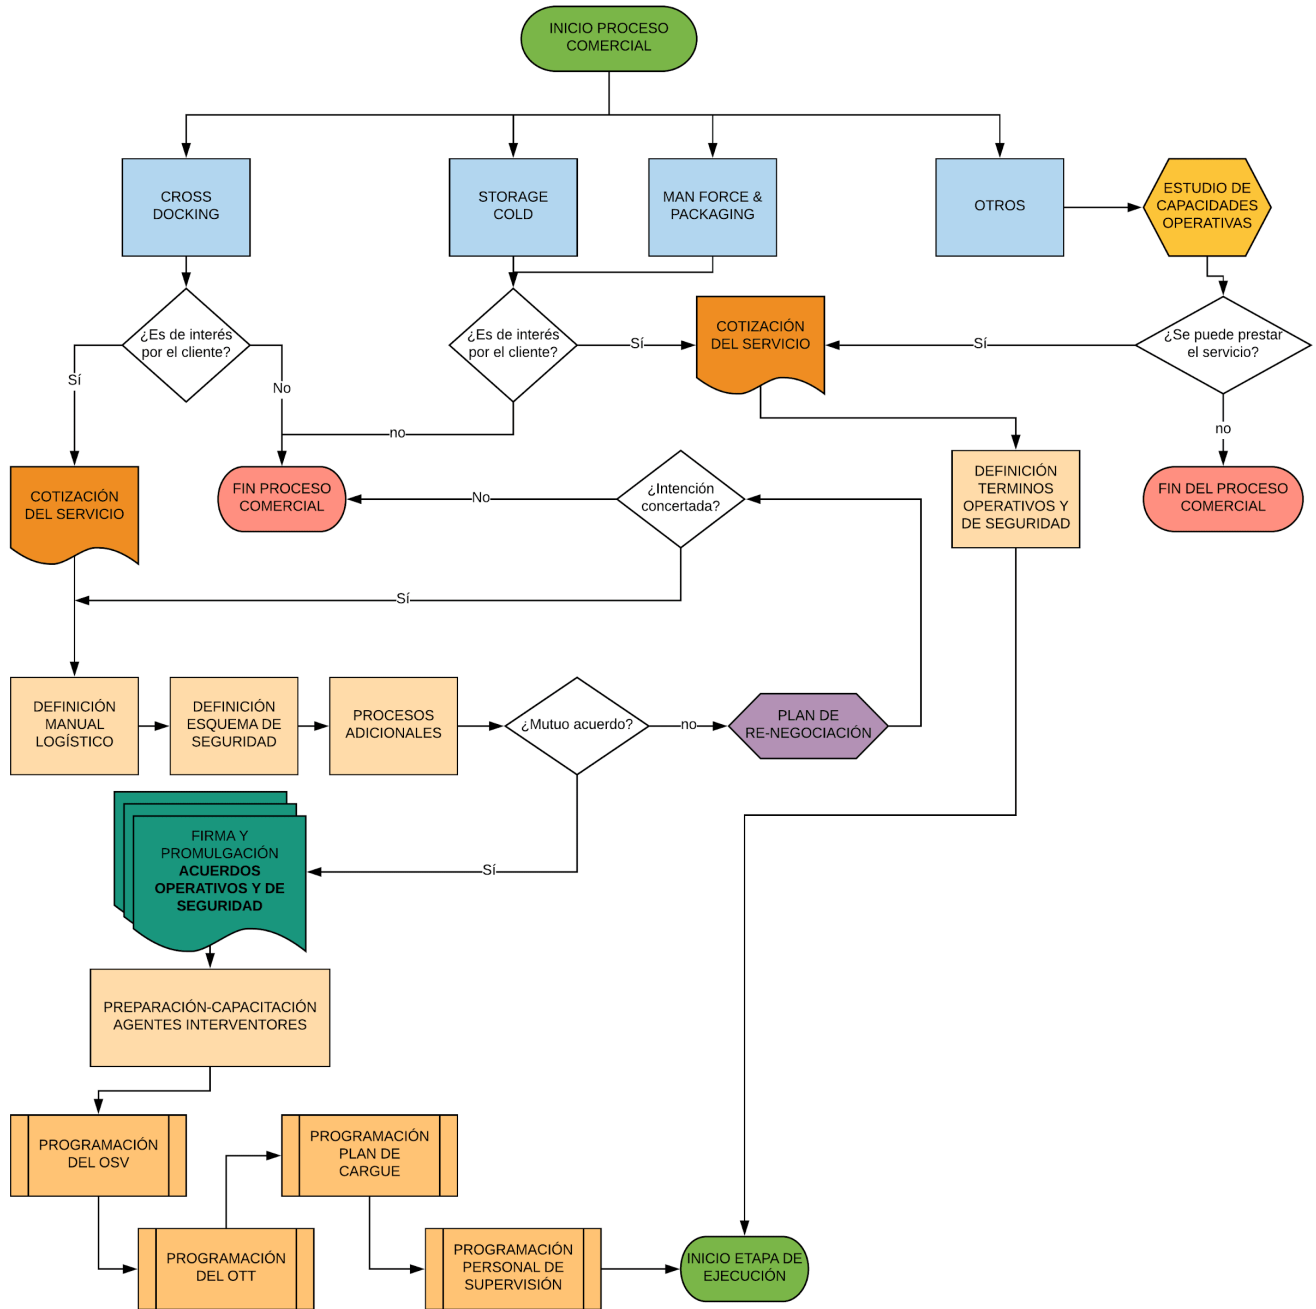 INICIO PROCESO
COMERCIAL
CROSS
DOCKING
STORAGE
COLD
MAN FORCE &
PACKAGING
OTROS
ESTUDIO DE
CAPACIDADES
OPERATIVAS
¿Es de interés
por el cliente?
¿Es de interés
por el cliente?
Sí
COTIZACIÓN
DEL SERVICIO
Sí
¿Se puede prestar
el servicio?
Sí
No
no
no
COTIZACIÓN
DEL SERVICIO
FIN PROCESO
COMERCIAL
No
¿Intención
concertada?
DEFINICIÓN
TERMINOS
OPERATIVOS Y
DE SEGURIDAD
FIN DEL PROCESO
COMERCIAL
Sí
DEFINICIÓN
MANUAL
LOGÍSTICO
DEFINICIÓN
ESQUEMA DE
SEGURIDAD
PROCESOS
ADICIONALES
¿Mutuo acuerdo?
no
PLAN DE
RE-NEGOCIACIÓN
FIRMA Y
PROMULGACIÓN
ACUERDOS
OPERATIVOS Y DE
SEGURIDAD
Sí
PREPARACIÓN-CAPACITACIÓN
AGENTES INTERVENTORES
PROGRAMACIÓN
DEL OSV
PROGRAMACIÓN
PLAN DE
CARGUE
PROGRAMACIÓN
DEL OTT
PROGRAMACIÓN
PERSONAL DE
SUPERVISIÓN
INICIO ETAPA DE
EJECUCIÓN